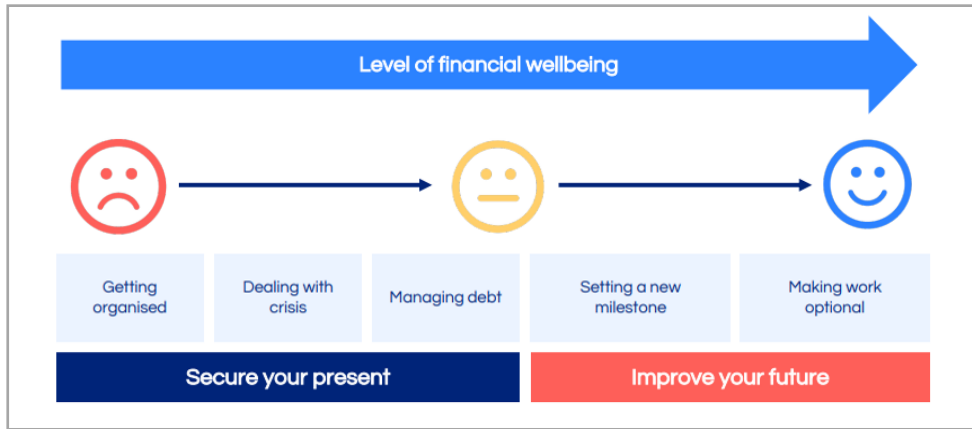 Level of financial wellbeing
Getting
organised
Dealing with
crisis
Managing debt
Setting a new
milestone
Making work
optional
Secure your present
Improve your future